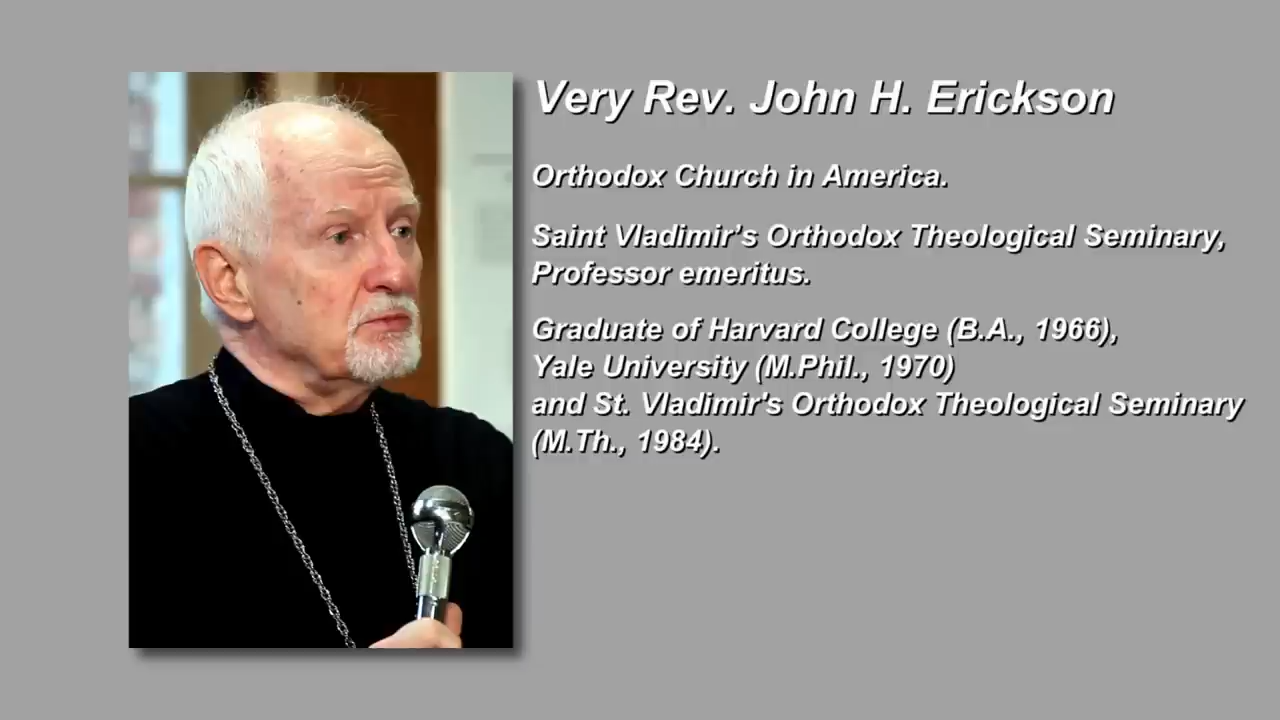 Very Rev. John H. Erickson
Orthodox Church in America.
Saint Vladimir’s Orthodox Theological Seminary,
Professor emeritus.
Graduate of Harvard College (B.A., 1966),
Yale University (M.Phil., 1970)
and St. Vladimir's Orthodox Theological Seminary
(M.Th., 1984).